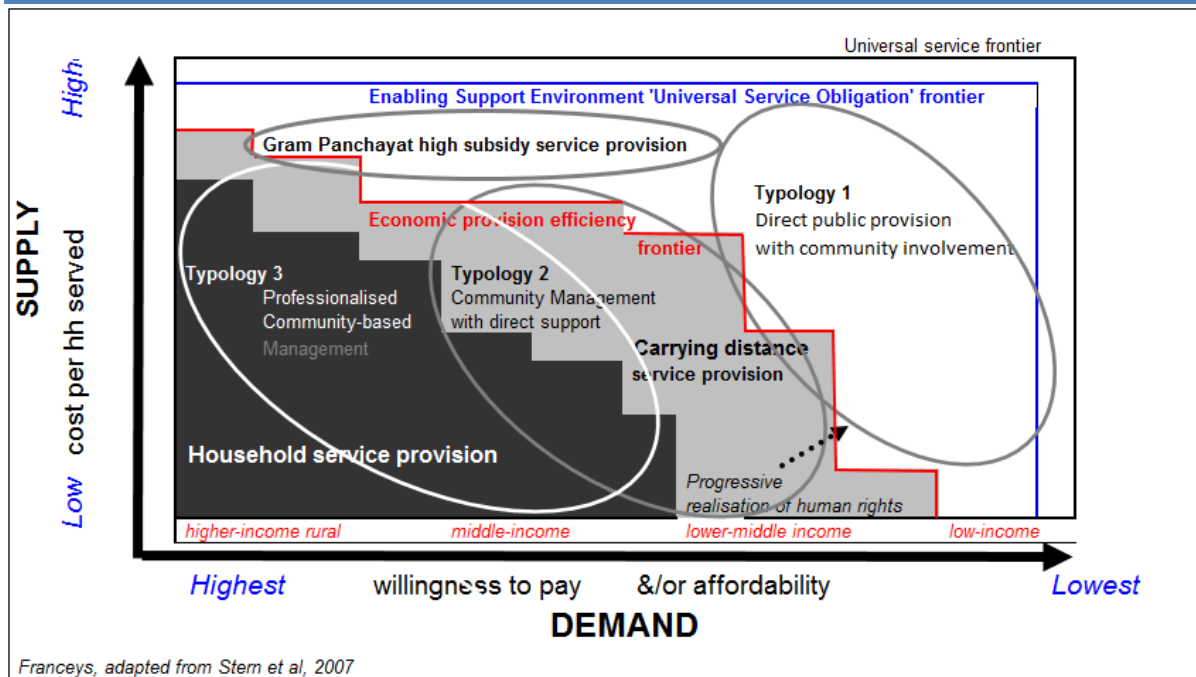 Universal service frontier
High
Enabling Support Environment 'Universal Service Obligation' frontier
Gram Panchayat high subsidy service provision
Typology 1
Direct public provision
with community involvement
Economic provision efficiency
frontier
SUPPLY
cost per hh served
Typology 3
Professionalised
Community-based
Management
Typology 2
Community Management
with direct support
Carrying distance
service provision
Household service provision
Low
Progressive
realisation of human rights
higher-income rural
middle-income
lower-middle income
low-income
Highest
willingness to pay
&/or affordability
Lowest
DEMAND
Franceys, adapted from Stern et al, 2007